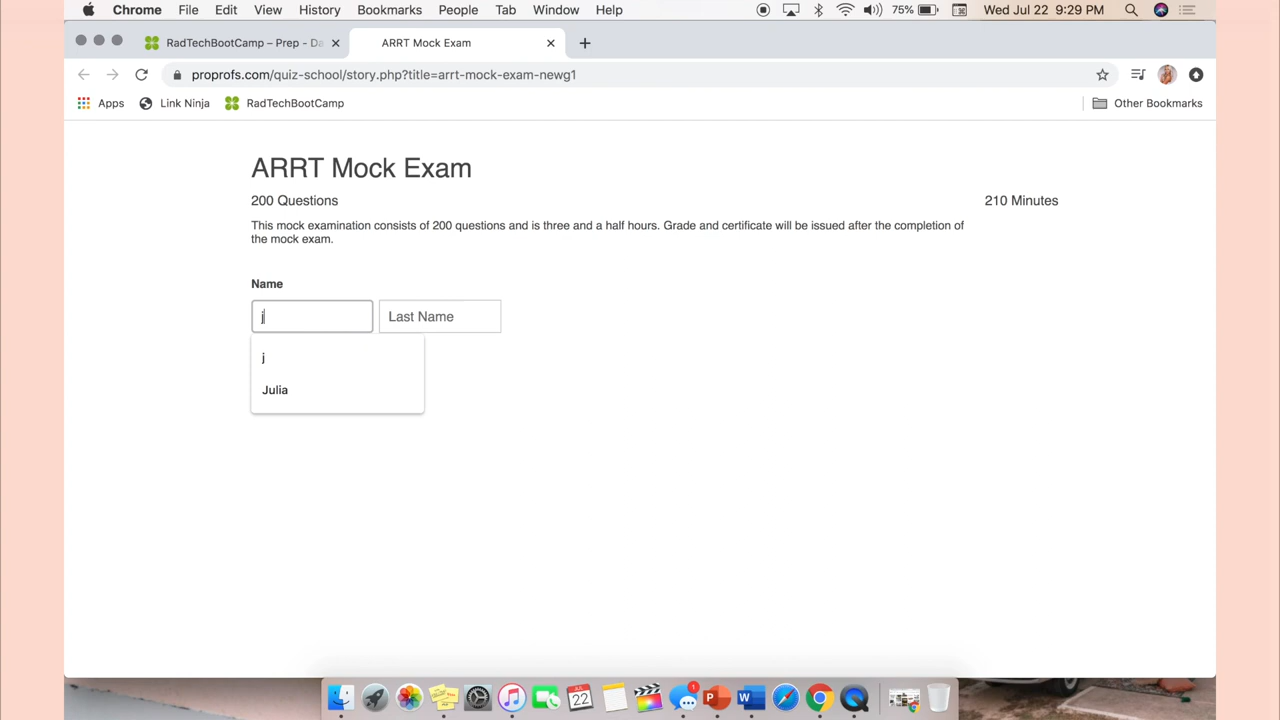 Chrome File Edit View History Bookmarks People Tab Window Help 75% Wed Jul 22 9:29 PM
RadTechBootCamp – Prep - Da ARRT Mock Exam
proprofs.com/quiz-school/story.php?title=arrt-mock-exam-newg1
Apps Link Ninja RadTechBootCamp Other Bookmarks
ARRT Mock Exam
200 Questions 210 Minutes
This mock examination consists of 200 questions and is three and a half hours. Grade and certificate will be issued after the completion of
the mock exam.
Name
j Last Name
j
Julia
JUL
22
1
P
W